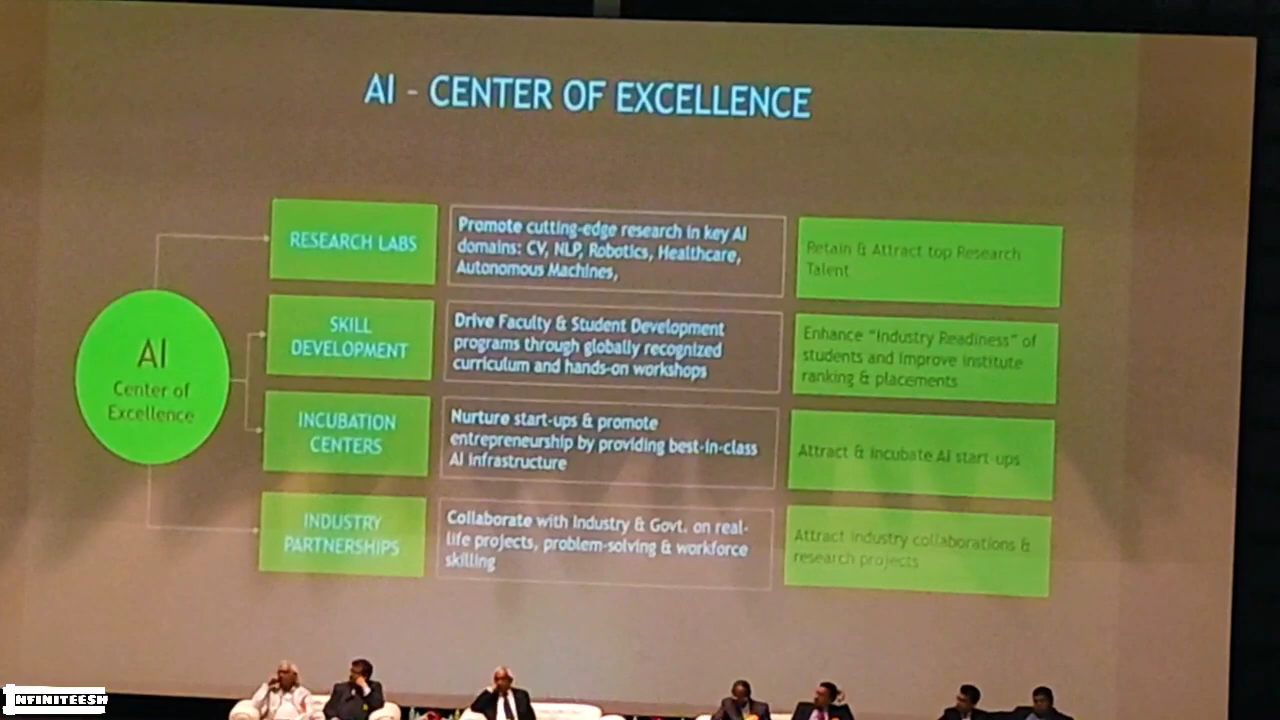 AI - CENTER OF EXCELLENCE
RESEARCH LABS
Promote cutting-edge research in key AI
domains: CV, NLP, Robotics, Healthcare,
Autonomous Machines,
Retain & Attract top Research
Talent
AI
Center of
Excellence
SKILL
DEVELOPMENT
Drive Faculty & Student Development
programs through globally recognized
curriculum and hands-on workshops
Enhance "Industry Readiness" of
students and improve institute
ranking & placements
INCUBATION
CENTERS
Nurture start-ups & promote
entrepreneurship by providing best-in-class
AI infrastructure
Attract & incubate AI start-ups
INDUSTRY
PARTNERSHIPS
Collaborate with Industry & Govt. on real-
life projects, problem-solving & workforce
skilling
Attract industry collaborations &
research projects
INFINITEESH